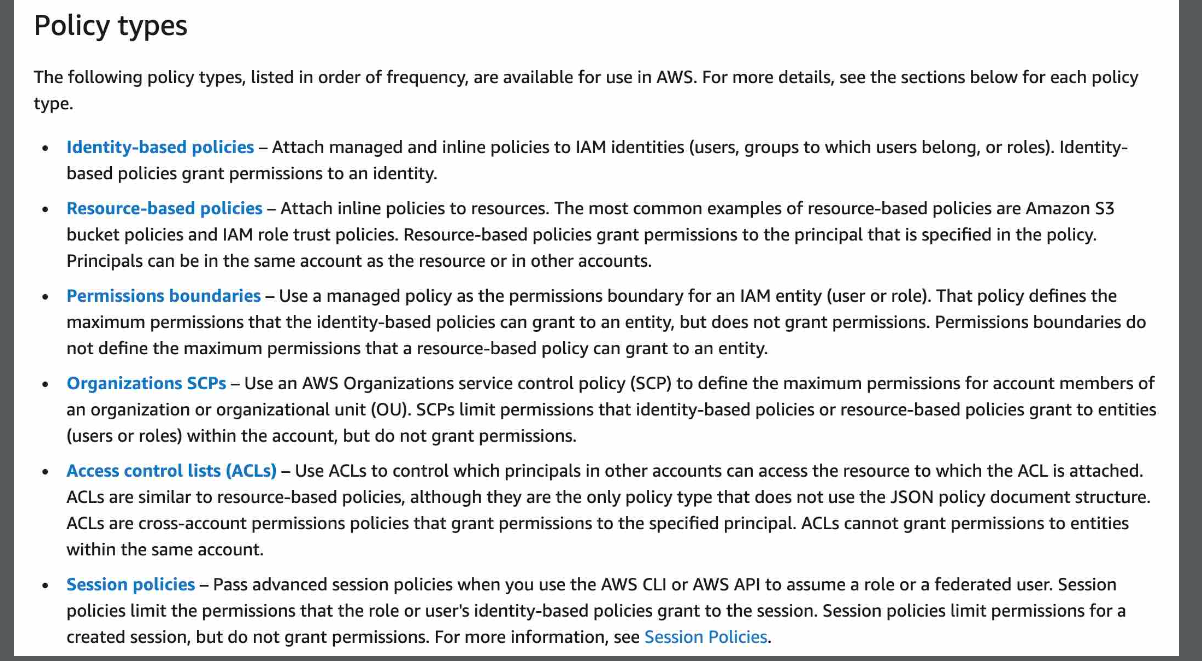 Policy types
The following policy types, listed in order of frequency, are available for use in AWS. For more details, see the sections below for each policy
type.
• Identity-based policies – Attach managed and inline policies to IAM identities (users, groups to which users belong, or roles). Identity-
based policies grant permissions to an identity.
• Resource-based policies – Attach inline policies to resources. The most common examples of resource-based policies are Amazon S3
bucket policies and IAM role trust policies. Resource-based policies grant permissions to the principal that is specified in the policy.
Principals can be in the same account as the resource or in other accounts.
• Permissions boundaries – Use a managed policy as the permissions boundary for an IAM entity (user or role). That policy defines the
maximum permissions that the identity-based policies can grant to an entity, but does not grant permissions. Permissions boundaries do
not define the maximum permissions that a resource-based policy can grant to an entity.
• Organizations SCPs – Use an AWS Organizations service control policy (SCP) to define the maximum permissions for account members of
an organization or organizational unit (OU). SCPs limit permissions that identity-based policies or resource-based policies grant to entities
(users or roles) within the account, but do not grant permissions.
• Access control lists (ACLs) – Use ACLs to control which principals in other accounts can access the resource to which the ACL is attached.
ACLs are similar to resource-based policies, although they are the only policy type that does not use the JSON policy document structure.
ACLs are cross-account permissions policies that grant permissions to the specified principal. ACLs cannot grant permissions to entities
within the same account.
• Session policies – Pass advanced session policies when you use the AWS CLI or AWS API to assume a role or a federated user. Session
policies limit the permissions that the role or user's identity-based policies grant to the session. Session policies limit permissions for a
created session, but do not grant permissions. For more information, see Session Policies.